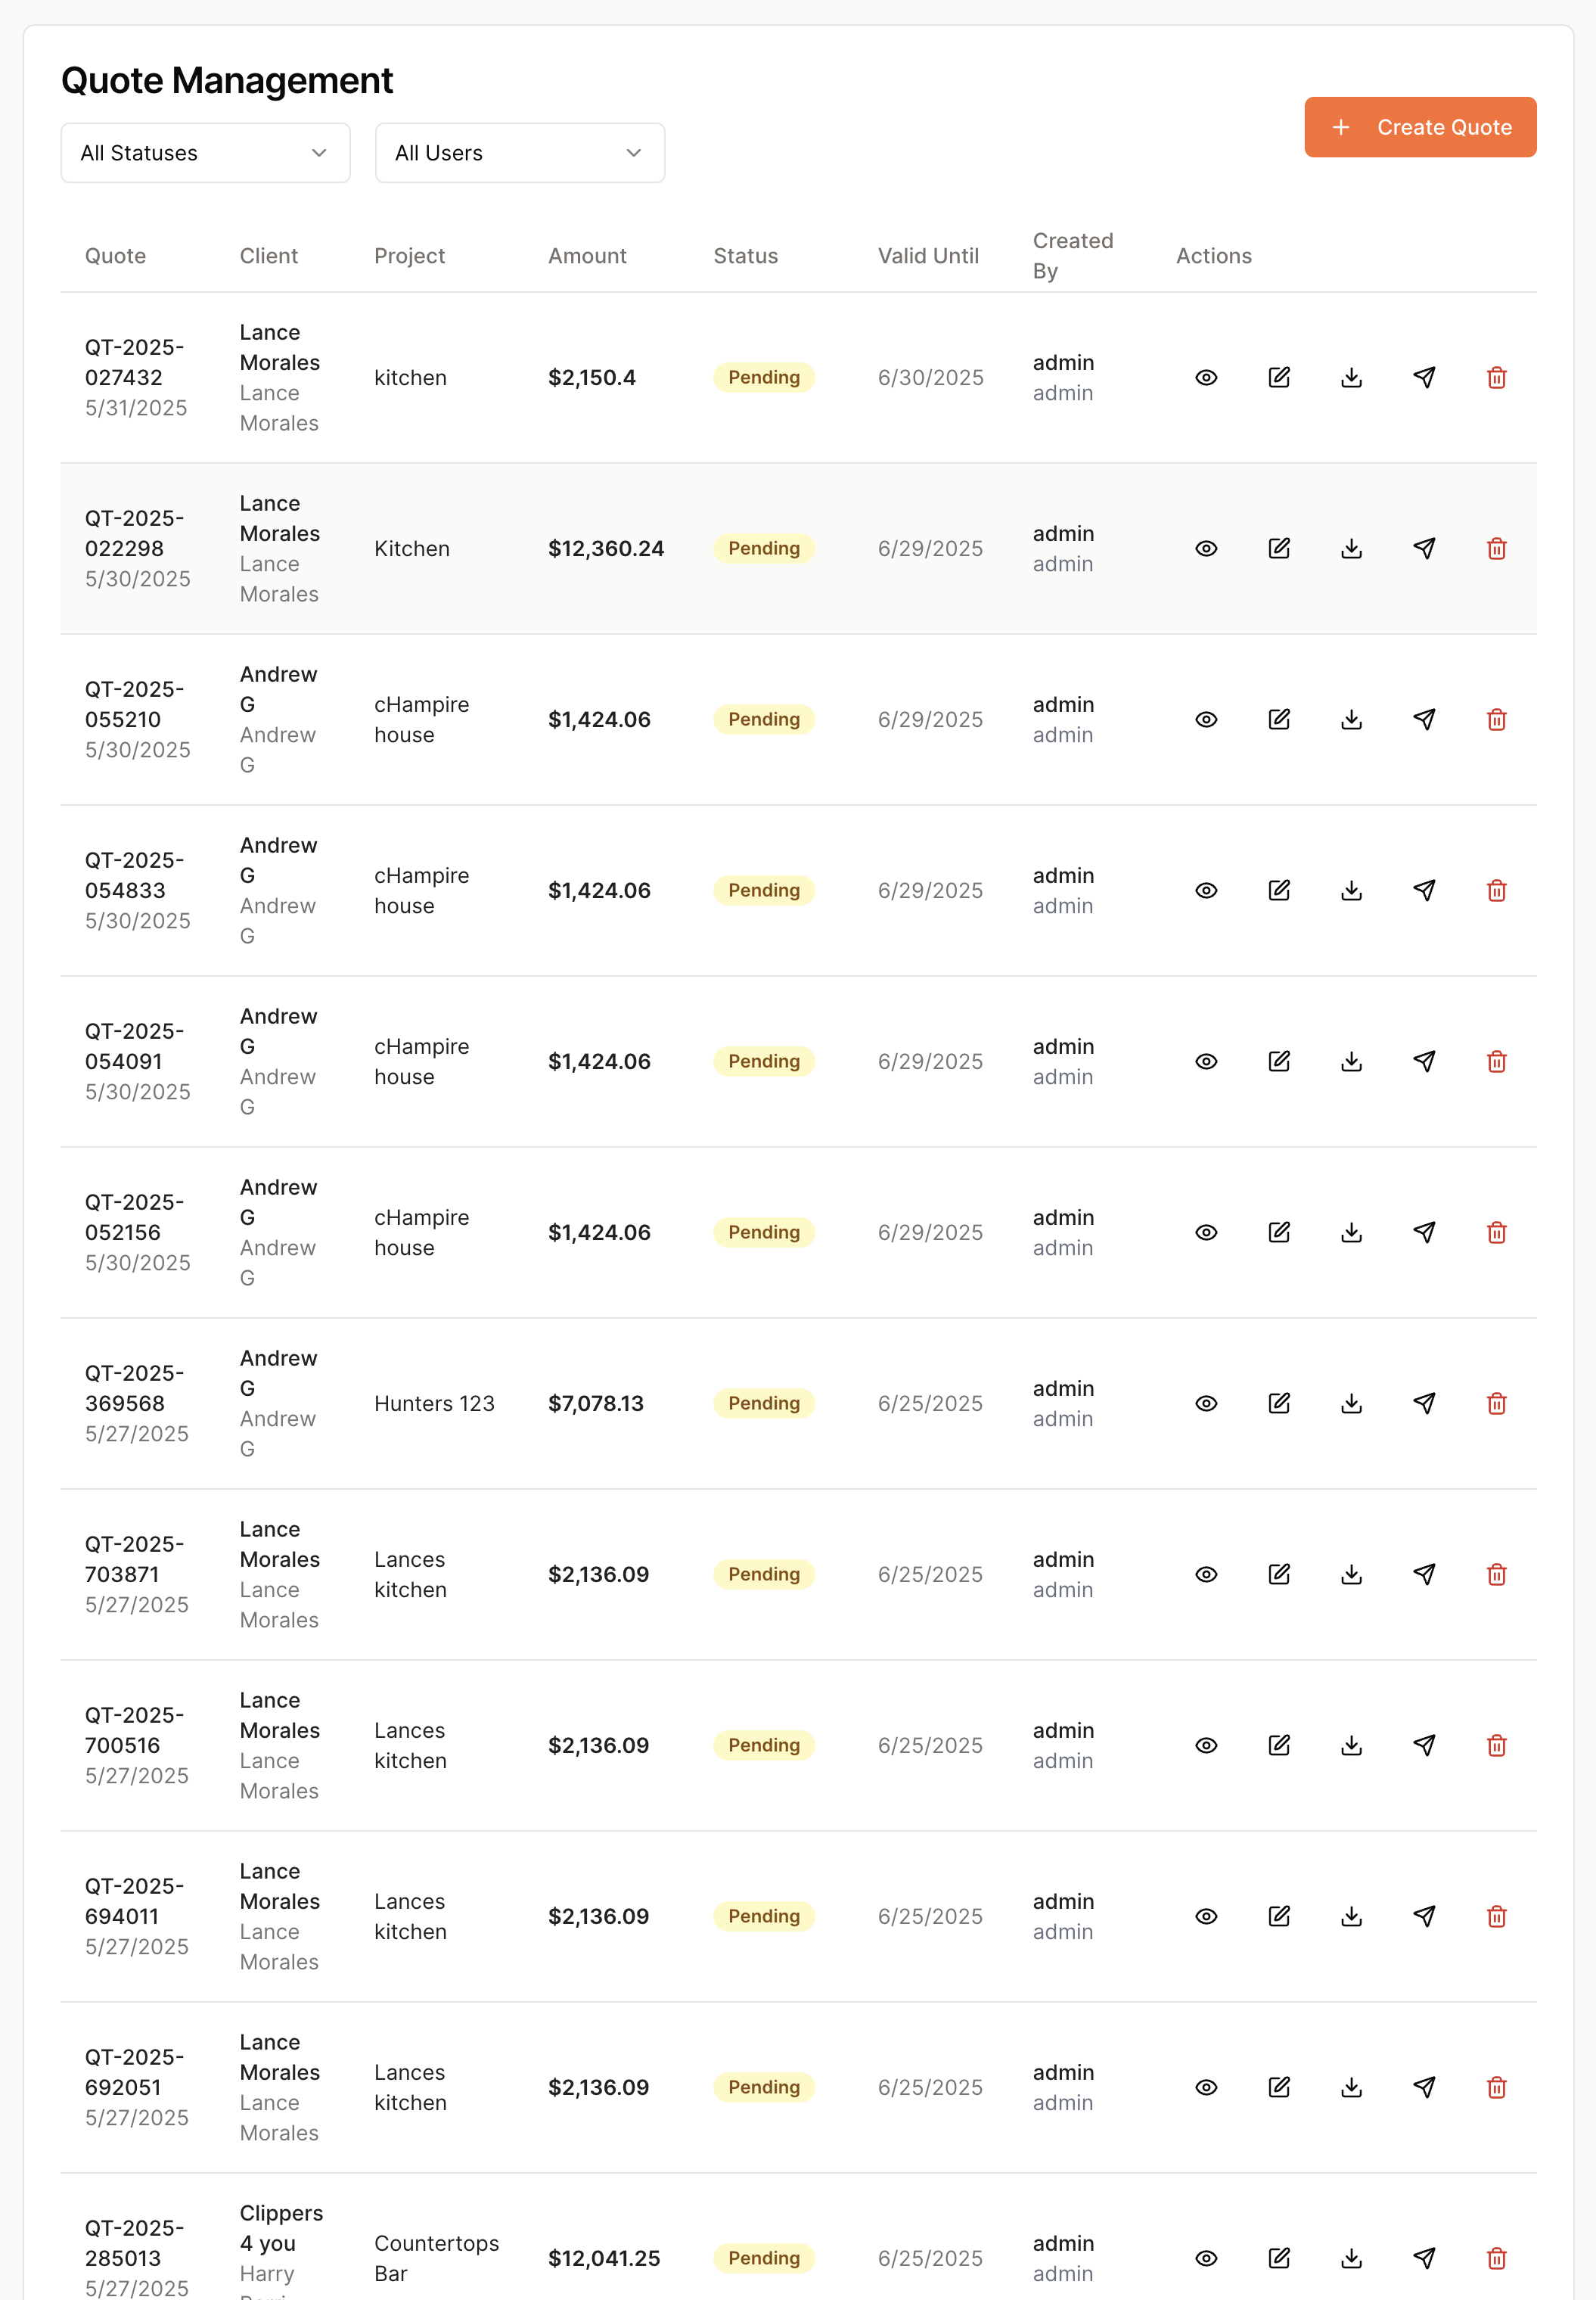 Quote Management
All Statuses
All Users
Create Quote
Quote
Client
Project
Amount
Status
Valid Until
Created
By
Actions
QT-2025-
027432
5/31/2025
Lance
Morales
Lance
Morales
kitchen
$2,150.4
Pending
6/30/2025
admin
admin
QT-2025-
022298
5/30/2025
Lance
Morales
Lance
Morales
Kitchen
$12,360.24
Pending
6/29/2025
admin
admin
QT-2025-
055210
5/30/2025
Andrew
G
Andrew
G
cHampire
house
$1,424.06
Pending
6/29/2025
admin
admin
QT-2025-
054833
5/30/2025
Andrew
G
Andrew
G
cHampire
house
$1,424.06
Pending
6/29/2025
admin
admin
QT-2025-
054091
5/30/2025
Andrew
G
Andrew
G
cHampire
house
$1,424.06
Pending
6/29/2025
admin
admin
QT-2025-
052156
5/30/2025
Andrew
G
Andrew
G
cHampire
house
$1,424.06
Pending
6/29/2025
admin
admin
QT-2025-
369568
5/27/2025
Andrew
G
Andrew
G
Hunters 123
$7,078.13
Pending
6/25/2025
admin
admin
QT-2025-
703871
5/27/2025
Lance
Morales
Lance
Morales
Lances
kitchen
$2,136.09
Pending
6/25/2025
admin
admin
QT-2025-
700516
5/27/2025
Lance
Morales
Lance
Morales
Lances
kitchen
$2,136.09
Pending
6/25/2025
admin
admin
QT-2025-
694011
5/27/2025
Lance
Morales
Lance
Morales
Lances
kitchen
$2,136.09
Pending
6/25/2025
admin
admin
QT-2025-
692051
5/27/2025
Lance
Morales
Lance
Morales
Lances
kitchen
$2,136.09
Pending
6/25/2025
admin
admin
QT-2025-
285013
5/27/2025
Clippers
4 you
Harry
Countertops
Bar
$12,041.25
Pending
6/25/2025
admin
admin